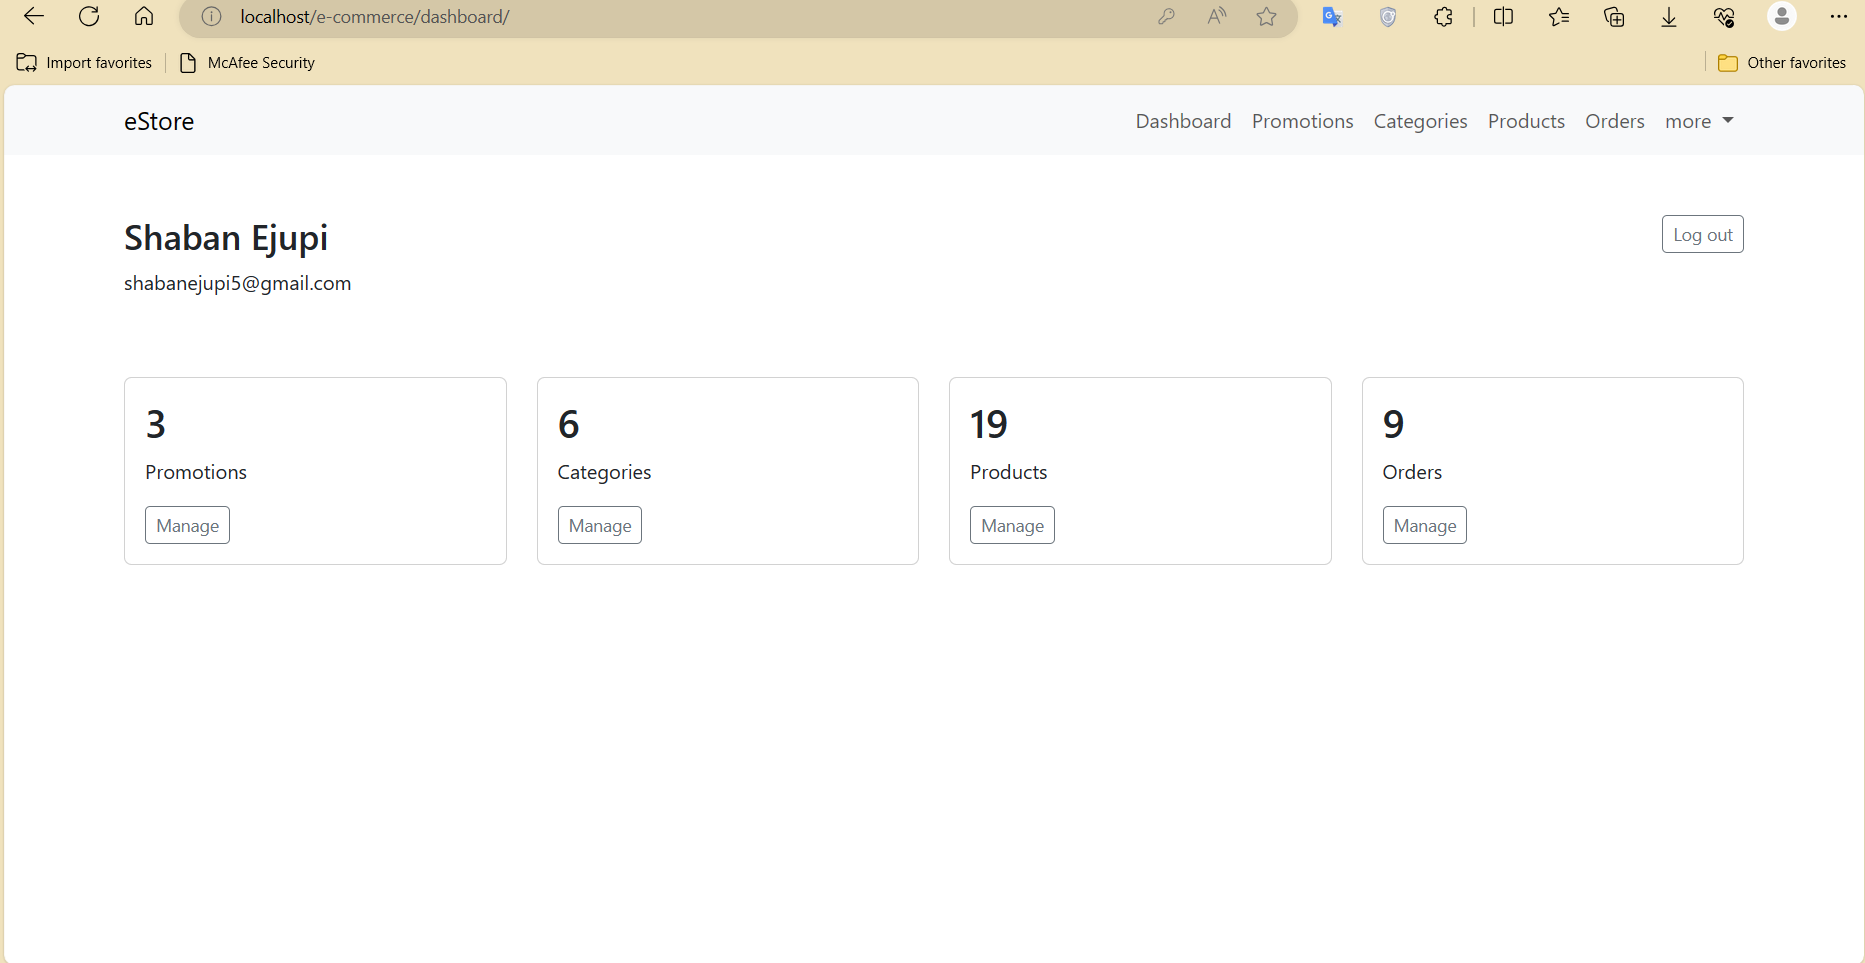 localhost/e-commerce/dashboard/
Import favorites McAfee Security Other favorites
eStore Dashboard Promotions Categories Products Orders more
Shaban Ejupi Log out
shabanejupi5@gmail.com
3 6 19 9
Promotions Categories Products Orders
Manage Manage Manage Manage